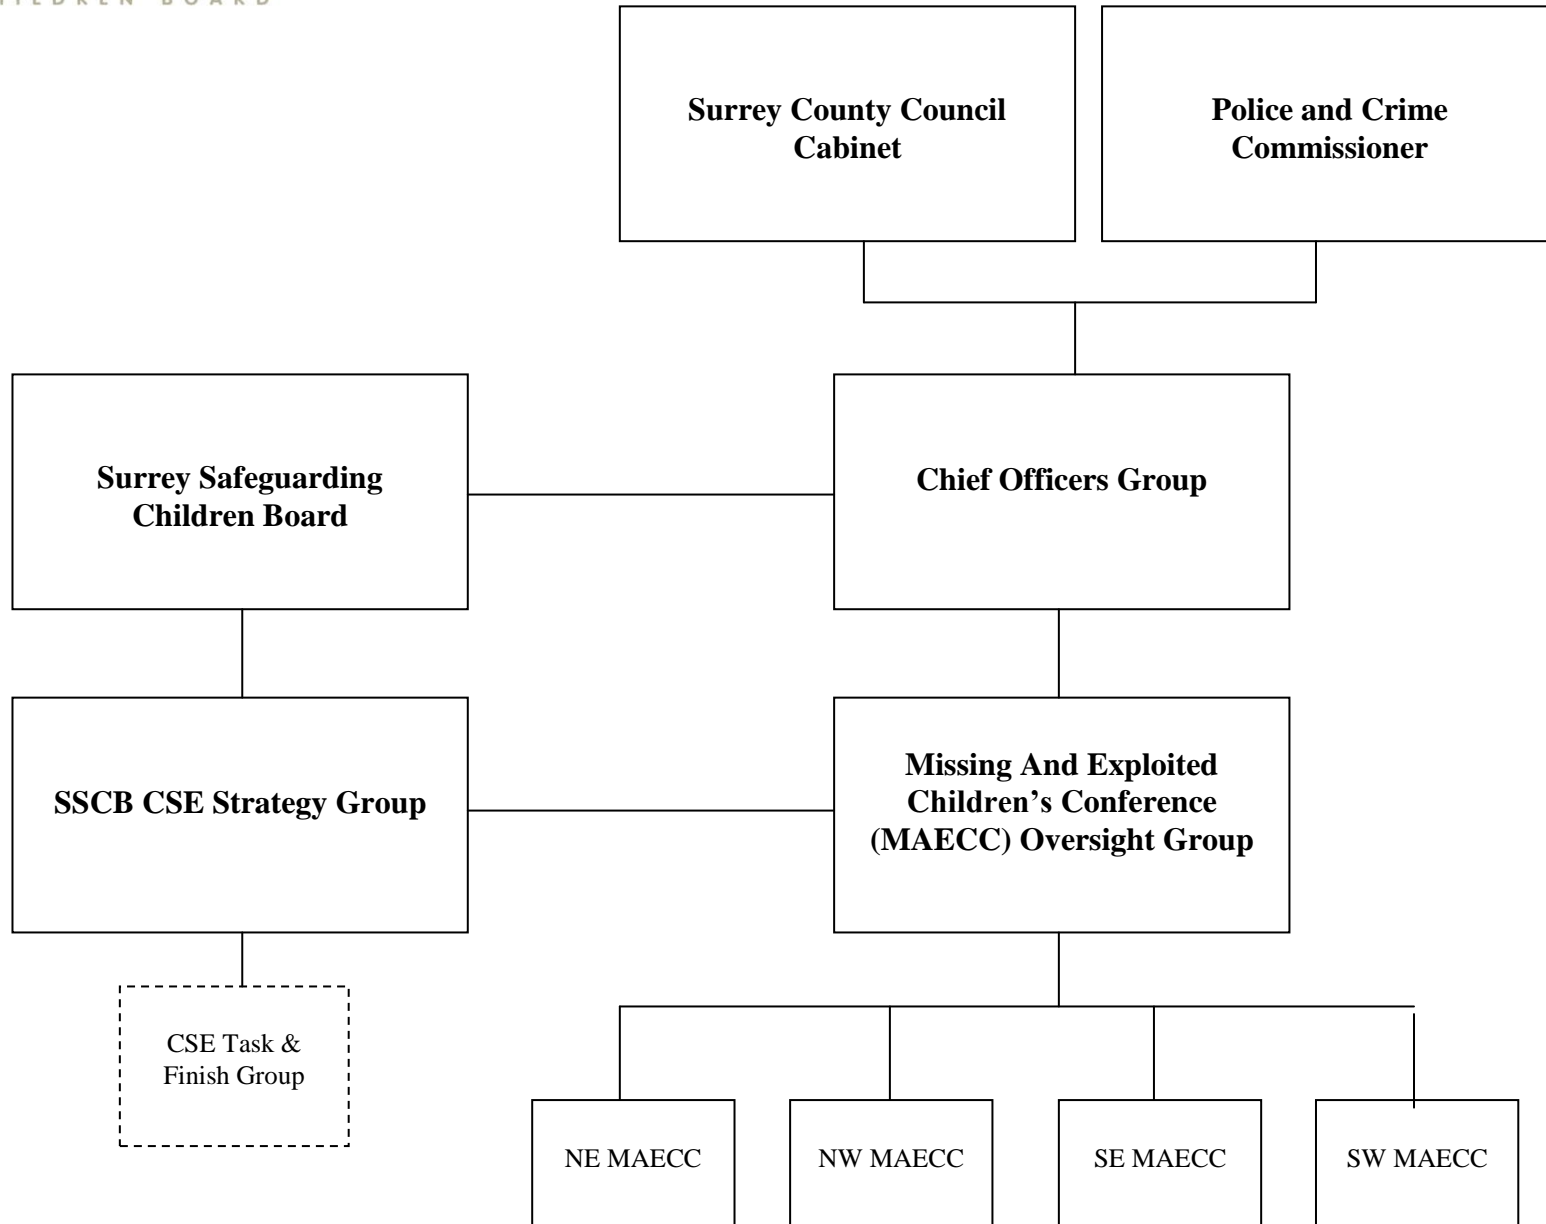 Surrey County Council
Cabinet
Police and Crime
Commissioner
Surrey Safeguarding
Children Board
Chief Officers Group
SSCB CSE Strategy Group
Missing And Exploited
Children’s Conference
(MAECC) Oversight Group
CSE Task &
Finish Group
NE MAECC
NW MAECC
SE MAECC
SW MAECC